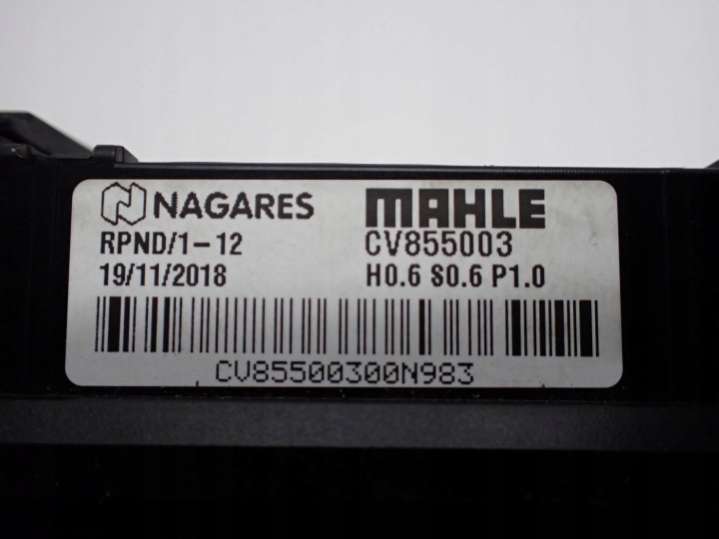 NAGARES MAHLE
RPND/1-12 CV855003
19/11/2018 H0.6 S0.6 P1.0
CV85500300N983